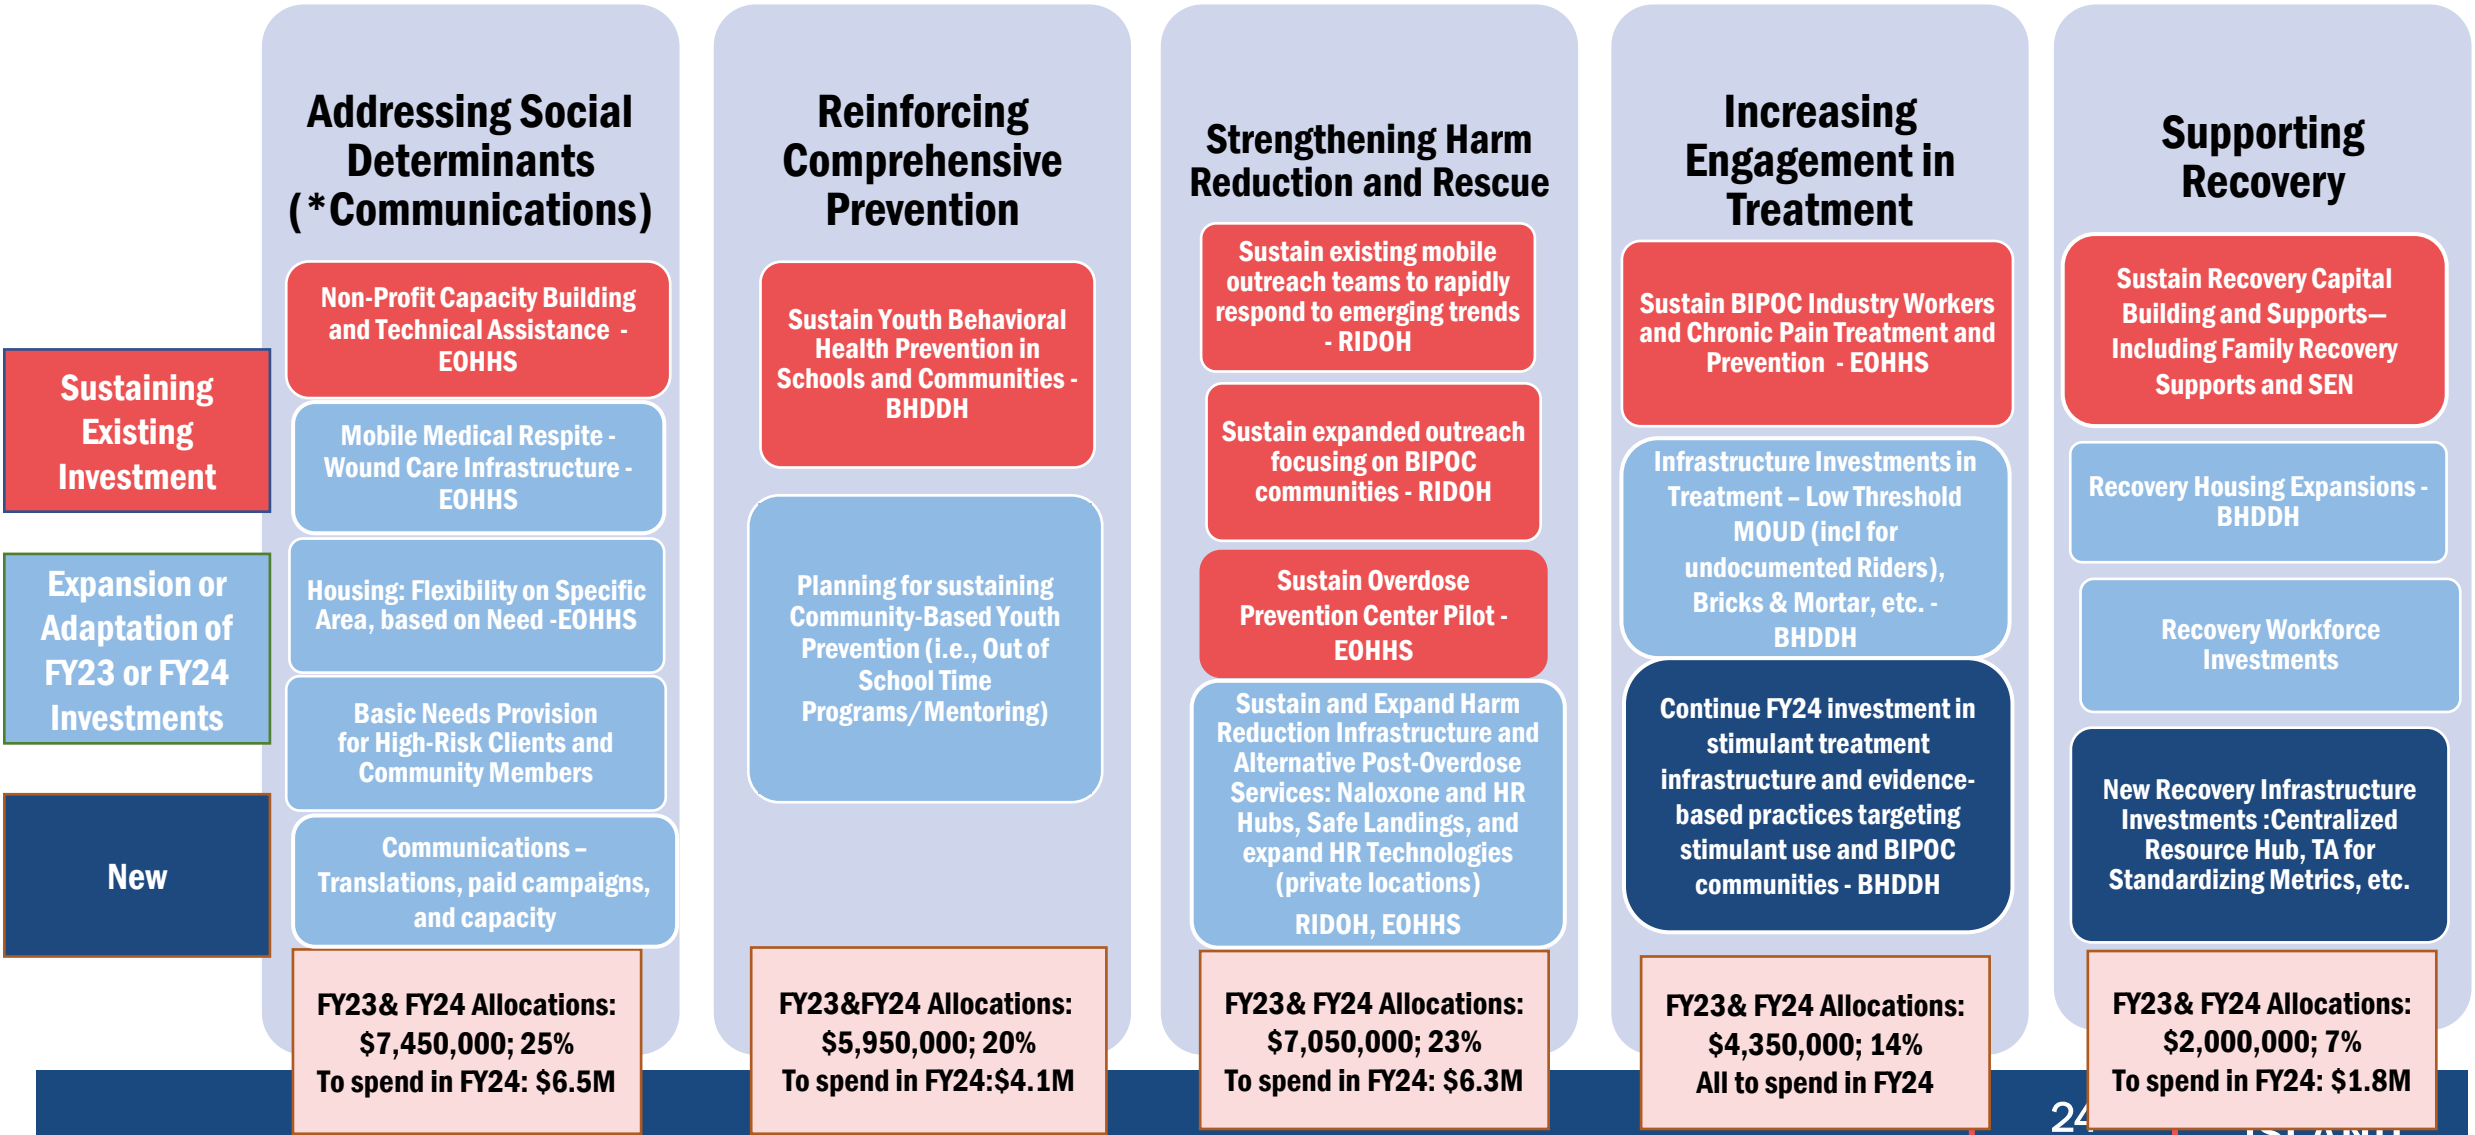 Sustaining
Existing
Investment
Expansion or
Adaptation of
FY23 or FY24
Investments
New
Addressing Social
Determinants
(*Communications)
Non-Profit Capacity Building
and Technical Assistance -
EOHHS
Mobile Medical Respite -
Wound Care Infrastructure -
EOHHS
Housing: Flexibility on Specific
Area, based on Need -EOHHS
Basic Needs Provision
for High-Risk Clients and
Community Members
Communications –
Translations, paid campaigns,
and capacity
FY23& FY24 Allocations:
$7,450,000; 25%
To spend in FY24: $6.5M
Reinforcing
Comprehensive
Prevention
Sustain Youth Behavioral
Health Prevention in
Schools and Communities -
BHDDH
Planning for sustaining
Community-Based Youth
Prevention (i.e., Out of
School Time
Programs/Mentoring)
FY23&FY24 Allocations:
$5,950,000; 20%
To spend in FY24:$4.1M
Strengthening Harm
Reduction and Rescue
Sustain existing mobile
outreach teams to rapidly
respond to emerging trends
- RIDOH
Sustain expanded outreach
focusing on BIPOC
communities - RIDOH
Sustain Overdose
Prevention Center Pilot -
EOHHS
Sustain and Expand Harm
Reduction Infrastructure and
Alternative Post-Overdose
Services: Naloxone and HR
Hubs, Safe Landings, and
expand HR Technologies
(private locations)
RIDOH, EOHHS
FY23& FY24 Allocations:
$7,050,000; 23%
To spend in FY24: $6.3M
Increasing
Engagement in
Treatment
Sustain BIPOC Industry Workers
and Chronic Pain Treatment and
Prevention - EOHHS
Infrastructure Investments in
Treatment – Low Threshold
MOUD (incl for
undocumented Riders),
Bricks & Mortar, etc. -
BHDDH
Continue FY24 investment in
stimulant treatment
infrastructure and evidence-
based practices targeting
stimulant use and BIPOC
communities - BHDDH
FY23& FY24 Allocations:
$4,350,000; 14%
All to spend in FY24
Supporting
Recovery
Sustain Recovery Capital
Building and Supports—
Including Family Recovery
Supports and SEN
Recovery Housing Expansions -
BHDDH
Recovery Workforce
Investments
New Recovery Infrastructure
Investments :Centralized
Resource Hub, TA for
Standardizing Metrics, etc.
FY23& FY24 Allocations:
$2,000,000; 7%
To spend in FY24: $1.8M
24
ISLAND